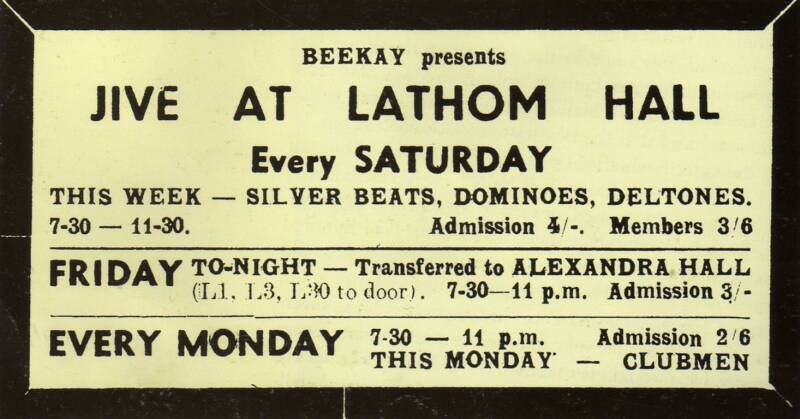 BEEKAY presents
JIVE AT LATHOM HALL
Every SATURDAY
THIS WEEK — SILVER BEATS, DOMINOES, DELTONES.
7-30 — 11-30. Admission 4/-. Members 3/6
FRIDAY TO-NIGHT — Transferred to ALEXANDRA HALL
(L1, L3, L30 to door). 7-30—11 p.m. Admission 3/-
EVERY MONDAY 7-30 — 11 p.m. Admission 2/6
THIS MONDAY — CLUBMEN